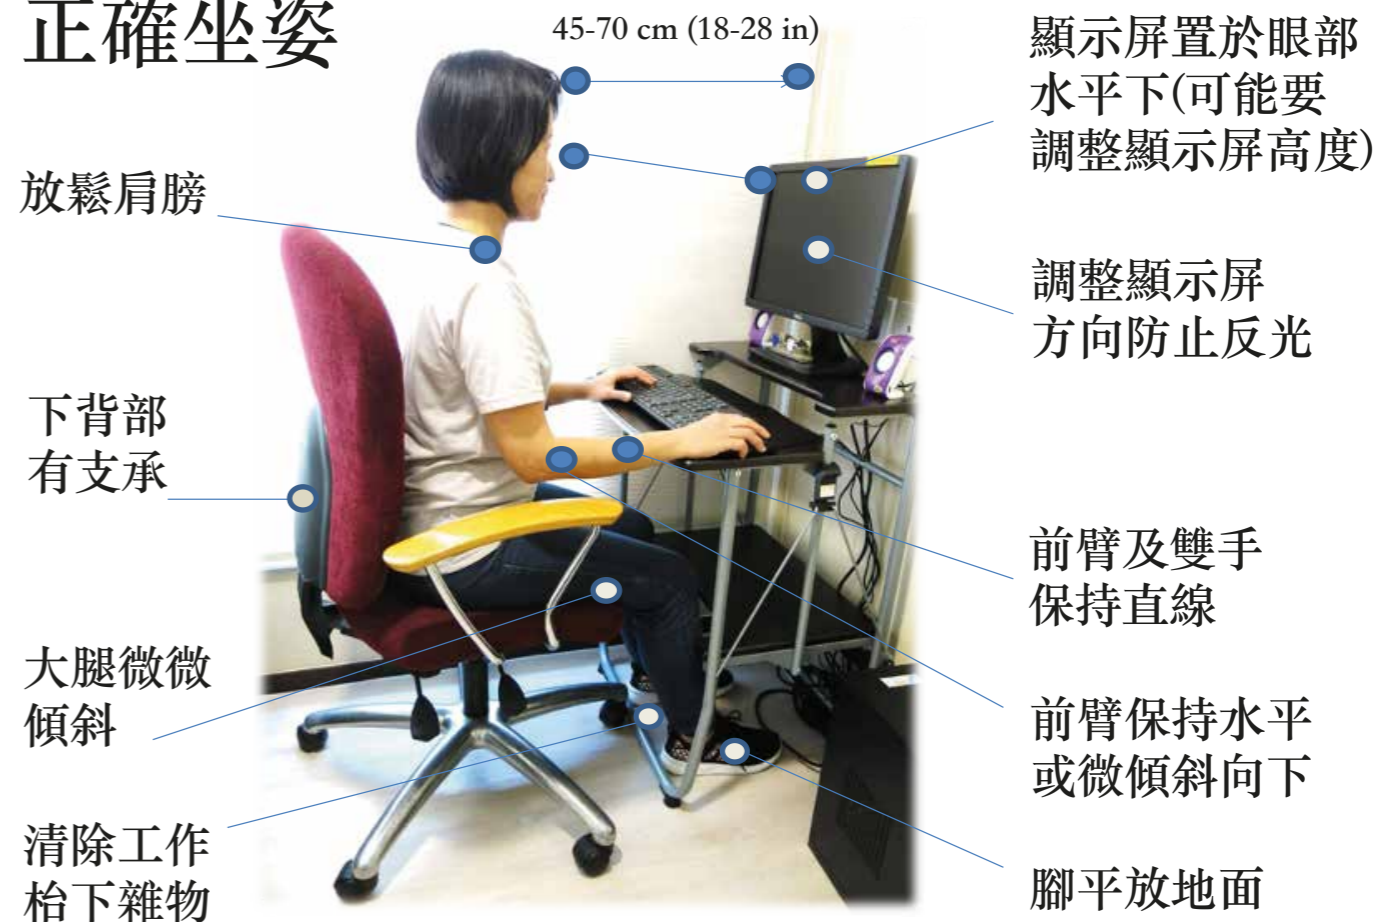 正確坐姿
45-70 cm (18-28 in)
顯示屏置於眼部
水平下(可能要
調整顯示屏高度)
放鬆肩膀
調整顯示屏
方向防止反光
下背部
有支承
前臂及雙手
保持直線
大腿微微
傾斜
前臂保持水平
或微傾斜向下
清除工作
枱下雜物
腳平放地面